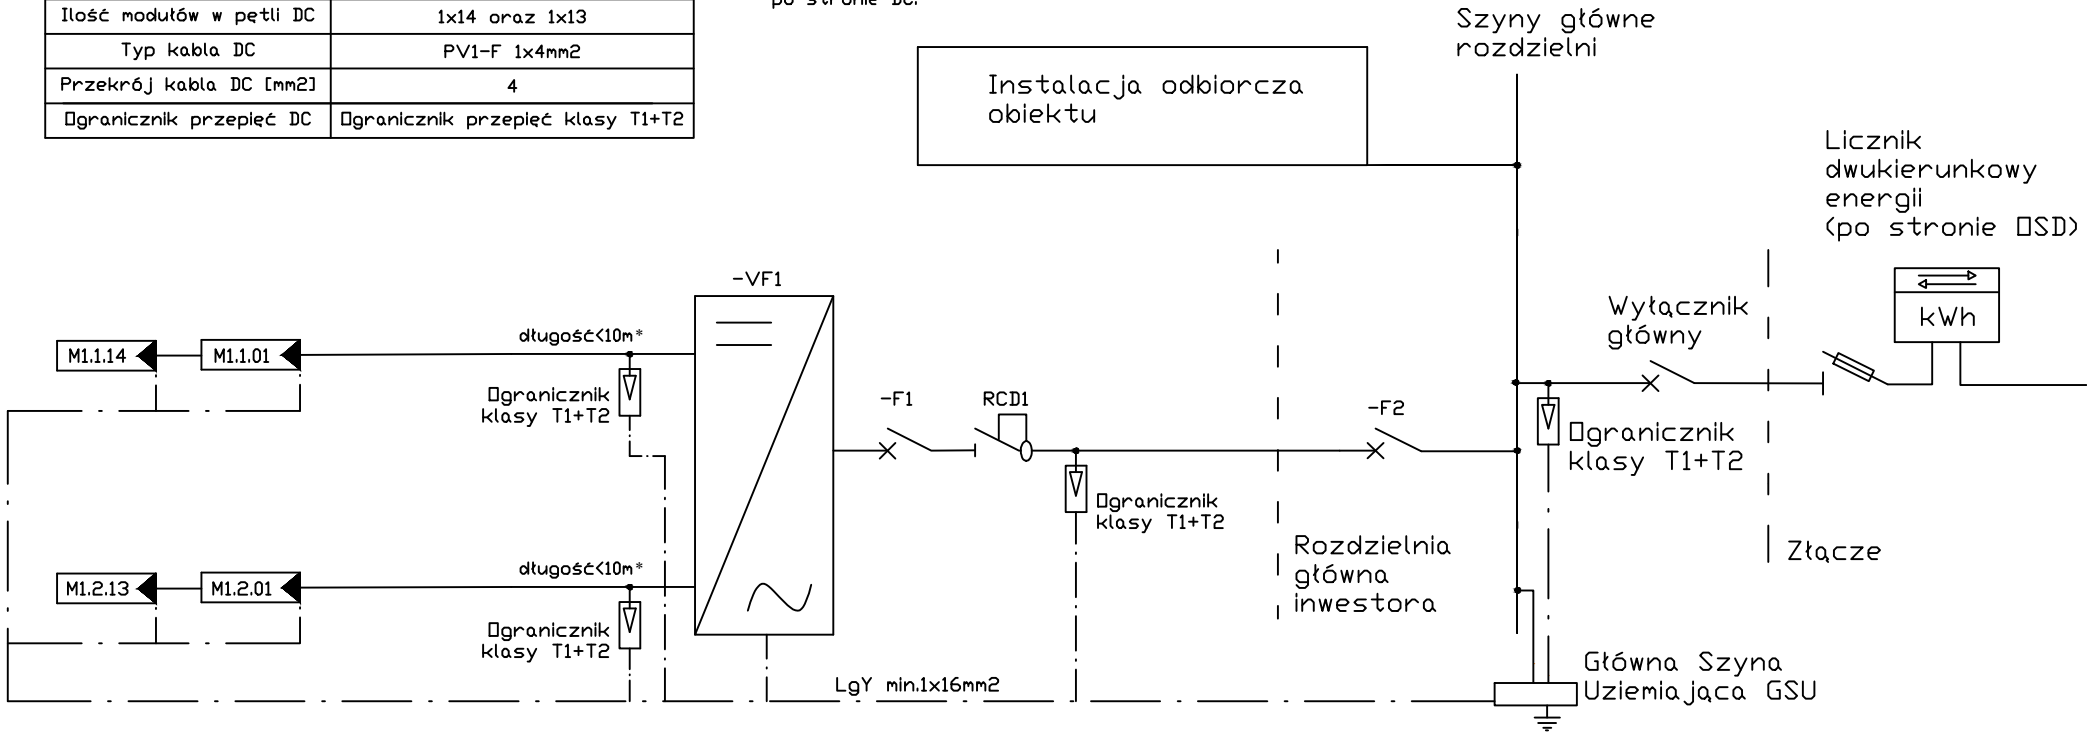 Ilość modułów w pętli DC 1x14 oraz 1x13
Typ kabla DC PV1-F 1x4mm2
Przekrój kabla DC [mm2] 4
Ogranicznik przepięć DC Ogranicznik przepięć klasy T1+T2
po stronie DC.
Szyny główne
rozdzielni
Instalacja odbiorcza
obiektu
Licznik
dwukierunkowy
energii
(po stronie OSD)
kWh
Wyłącznik
główny
-VF1
długość<10m*
M1.1.14
M1.1.01
Ogranicznik
klasy T1+T2
-F1
RCD1
-F2
Ogranicznik
klasy T1+T2
Ogranicznik
klasy T1+T2
Rozdzielnia
główna
inwestora
Złącze
długość<10m*
M1.2.13
M1.2.01
Ogranicznik
klasy T1+T2
LgY min.1x16mm2
Główna Szyna
Uziemiająca GSU